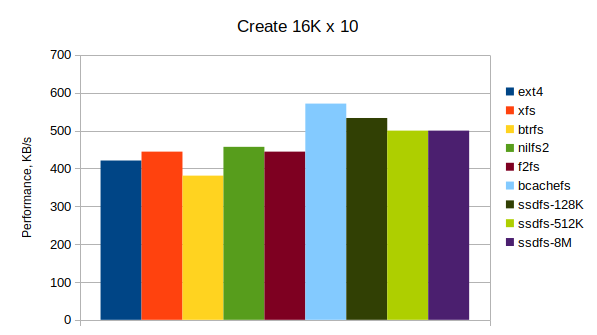 Create 16K x 10
Performance, KB/s
700
600
500
400
300
200
100
0
ext4
xfs
btrfs
nilfs2
f2fs
bcachefs
ssdfs-128K
ssdfs-512K
ssdfs-8M